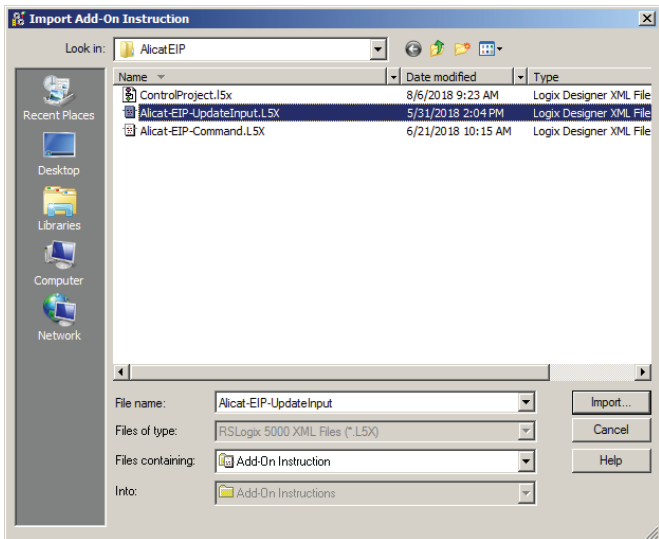 Import Add-On Instruction
Look in: AlicatEIP
Name Date modified Type
ControlProject.l5x 8/6/2018 9:23 AM Logix Designer XML File
Alicat-EIP-UpdateInput.L5X 5/31/2018 2:04 PM Logix Designer XML File
Alicat-EIP-Command.L5X 6/21/2018 10:15 AM Logix Designer XML File
Recent Places
Desktop
Libraries
Computer
Network
File name: Alicat-EIP-UpdateInput Import...
Files of type: RSLogix 5000 XML Files (*.L5X) Cancel
Files containing: Add-On Instruction Help
Into: Add-On Instructions